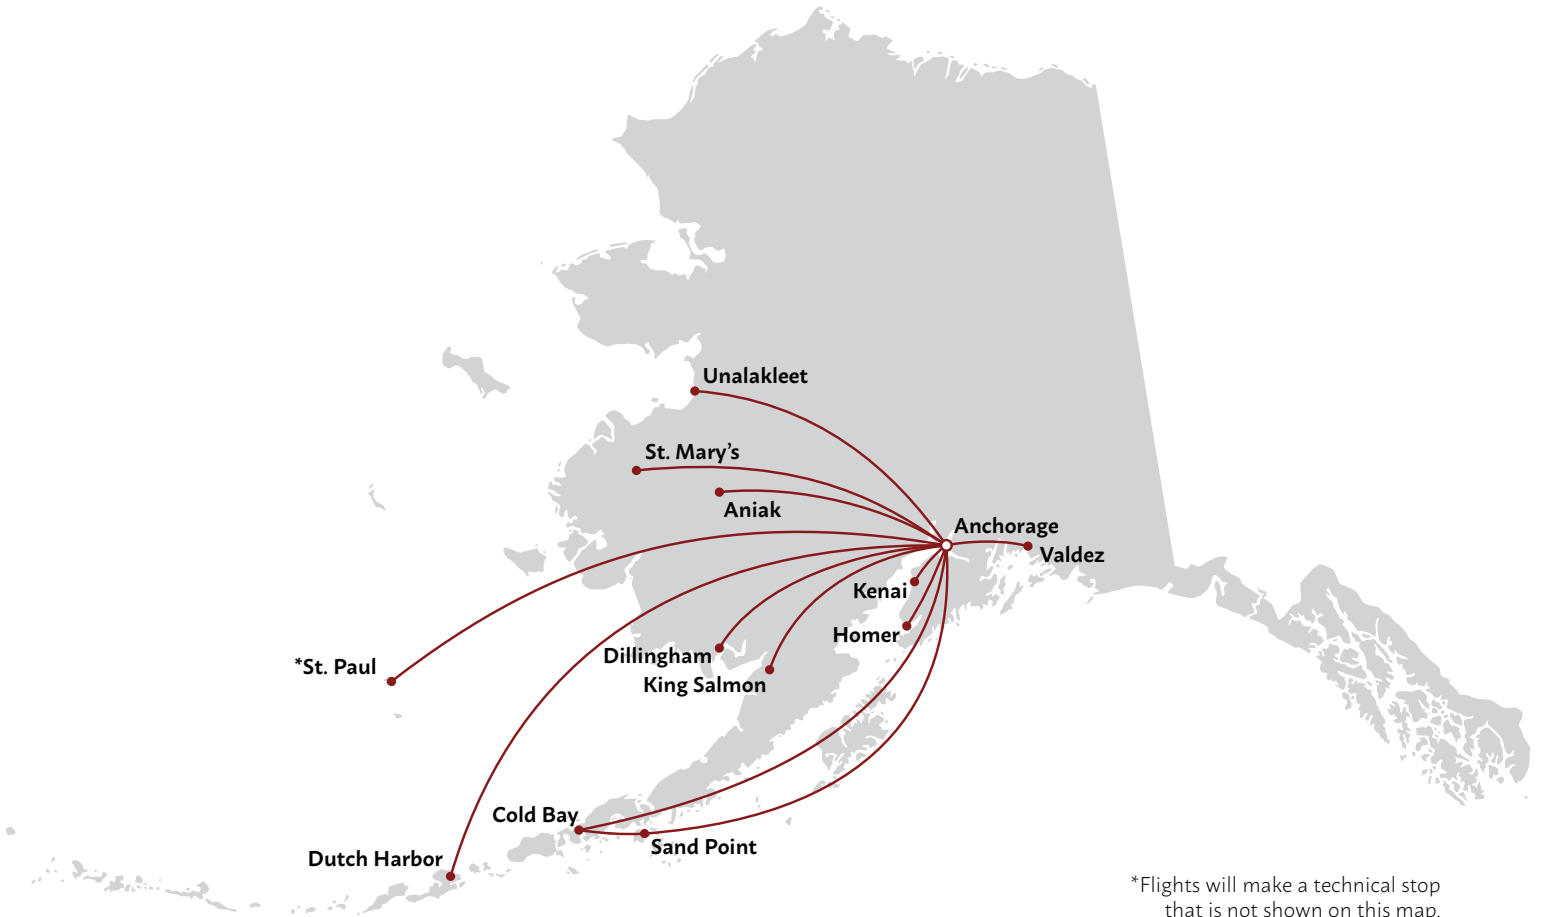 Unalakleet
St. Mary’s
Aniak
Anchorage
Valdez
Kenai
Homer
Dillingham
*St. Paul
King Salmon
Cold Bay
Sand Point
Dutch Harbor
*Flights will make a technical stop
that is not shown on this map.